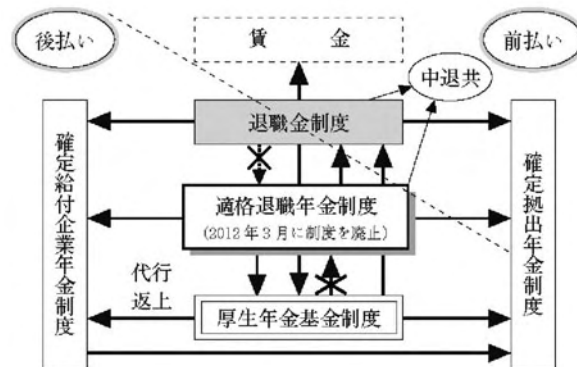 後払い
賃金
前払い
中退共
退職金制度
確定給付企業年金制度
適格退職年金制度
(2012年3月に制度を廃止)
確定拠出年金制度
代行
返上
厚生年金基金制度